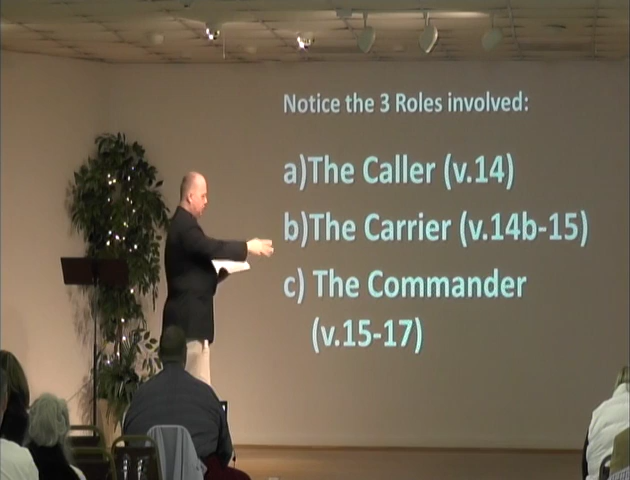 Notice the 3 Roles involved:
a)The Caller (v.14)
b)The Carrier (v.14b-15)
c) The Commander
(v.15-17)